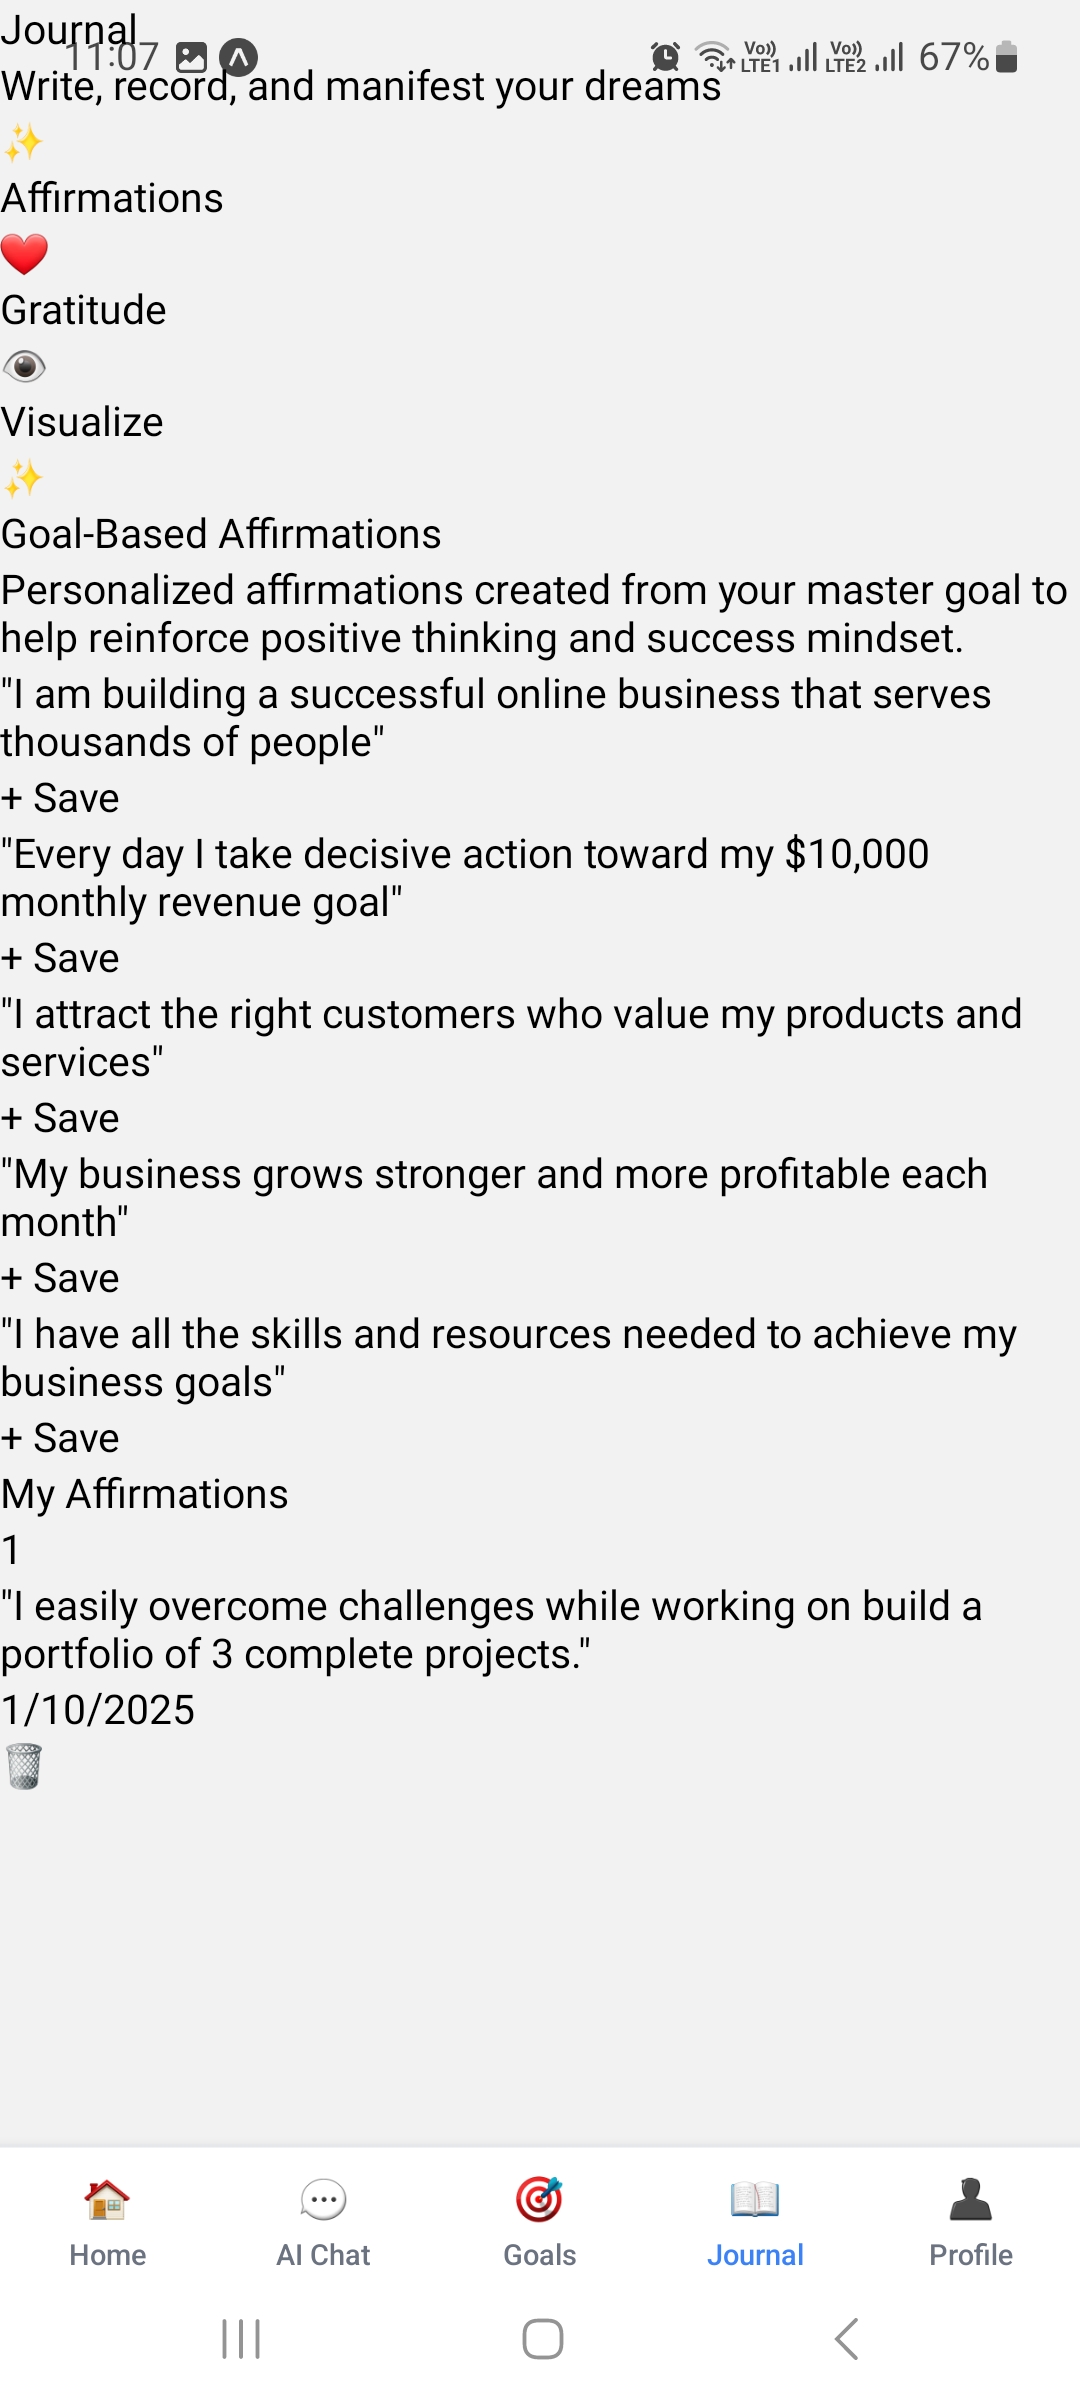 Journal
11:07
Vo)) LTE1 Vo)) LTE2 67%
Write, record, and manifest your dreams
Affirmations
Gratitude
Visualize
Goal-Based Affirmations
Personalized affirmations created from your master goal to
help reinforce positive thinking and success mindset.
"I am building a successful online business that serves
thousands of people"
+ Save
"Every day I take decisive action toward my $10,000
monthly revenue goal"
+ Save
"I attract the right customers who value my products and
services"
+ Save
"My business grows stronger and more profitable each
month"
+ Save
"I have all the skills and resources needed to achieve my
business goals"
+ Save
My Affirmations
1
"I easily overcome challenges while working on build a
portfolio of 3 complete projects."
1/10/2025
Home AI Chat Goals Journal Profile